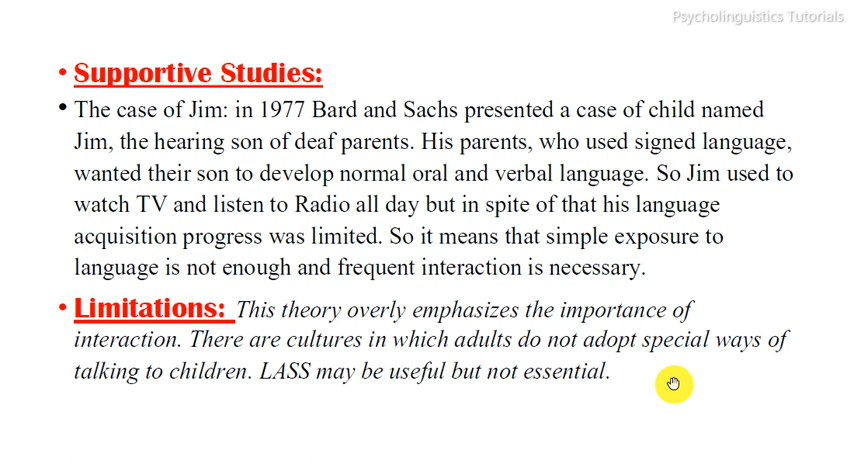 Psycholinguistics Tutorials
• Supportive Studies:
• The case of Jim: in 1977 Bard and Sachs presented a case of child named
Jim, the hearing son of deaf parents. His parents, who used signed language,
wanted their son to develop normal oral and verbal language. So Jim used to
watch TV and listen to Radio all day but in spite of that his language
acquisition progress was limited. So it means that simple exposure to
language is not enough and frequent interaction is necessary.
• Limitations: This theory overly emphasizes the importance of
interaction. There are cultures in which adults do not adopt special ways of
talking to children. LASS may be useful but not essential.